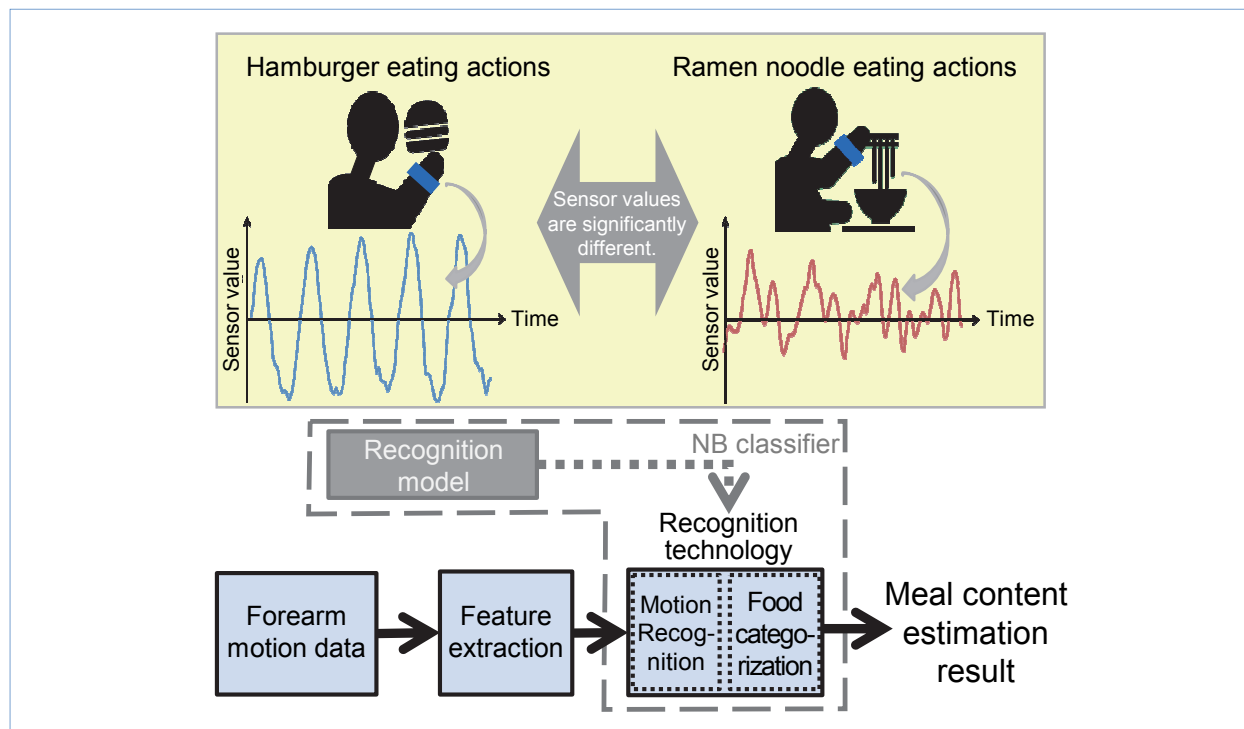 Hamburger eating actions
Ramen noodle eating actions
Sensor values
are significantly
different.
Sensor value
Time
Sensor value
Time
Recognition
model
NB classifier
Recognition
technology
Forearm
motion data
Feature
extraction
Motion
Recog-
nition
Food
catego-
rization
Meal content
estimation
result